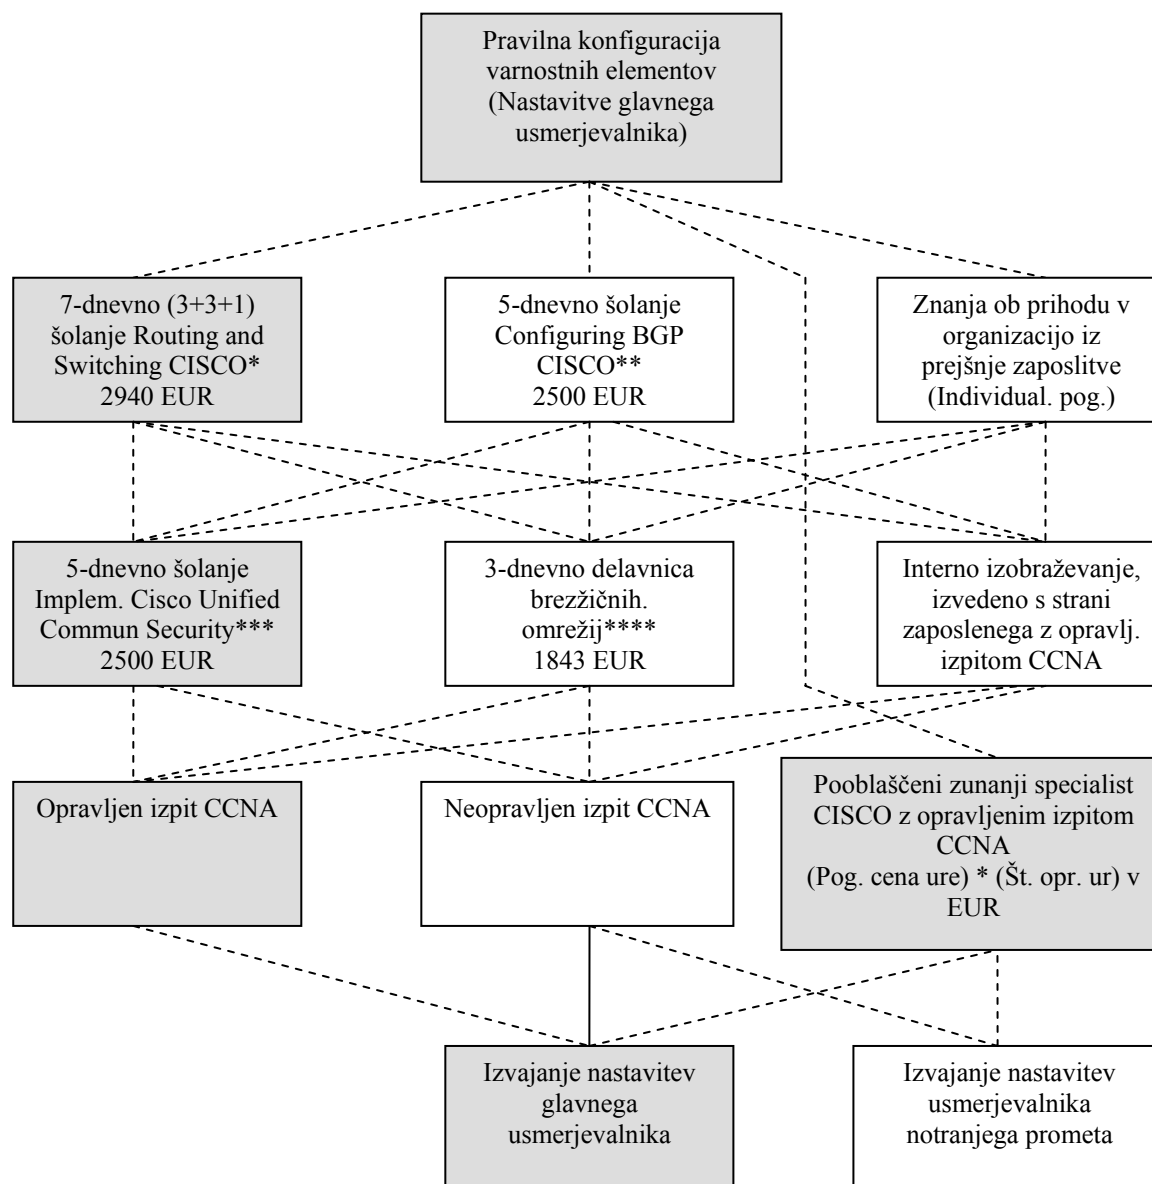 Pravilna konfiguracija
varnostnih elementov
(Nastavitve glavnega
usmerjevalnika)
7-dnevno (3+3+1)
šolanje Routing and
Switching CISCO*
2940 EUR
5-dnevno šolanje
Configuring BGP
CISCO**
2500 EUR
Znanja ob prihodu v
organizacijo iz
prejšnje zaposlitve
(Individual. pog.)
5-dnevno šolanje
Implem. Cisco Unified
Commun Security***
2500 EUR
3-dnevno delavnica
brezžičnih.
omrežij****
1843 EUR
Interno izobraževanje,
izvedeno s strani
zaposlenega z opravlj.
izpitom CCNA
Opravljen izpit CCNA
Neopravljen izpit CCNA
Pooblaščeni zunanji specialist
CISCO z opravljenim izpitom
CCNA
(Pog. cena ure) * (Št. opr. ur) v
EUR
Izvajanje nastavitev
glavnega
usmerjevalnika
Izvajanje nastavitev
usmerjevalnika
notranjega prometa